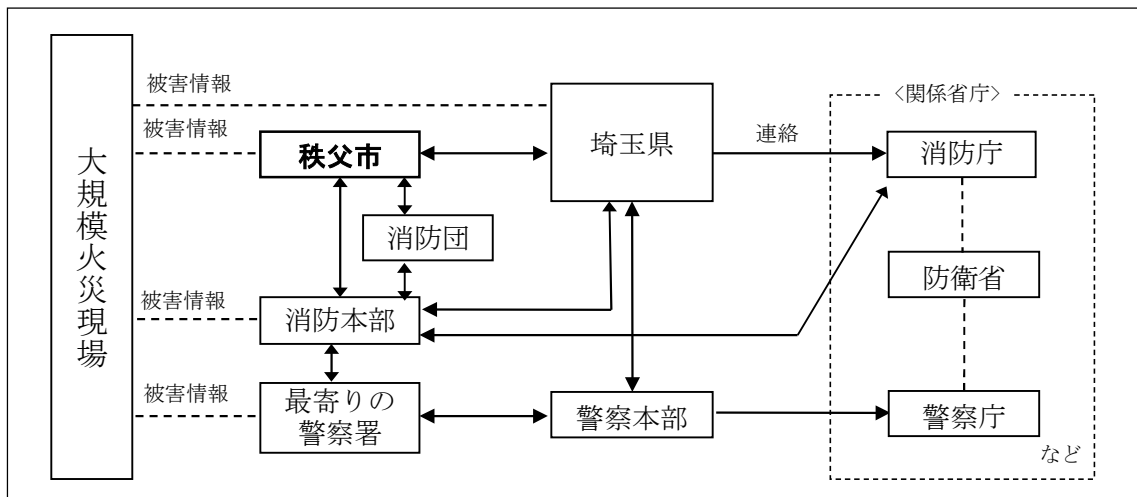 大規模火災現場
被害情報
被害情報
被害情報
被害情報
秩父市
消防団
消防本部
最寄りの
警察署
埼玉県
警察本部
連絡
<関係省庁>
消防庁
防衛省
警察庁
など